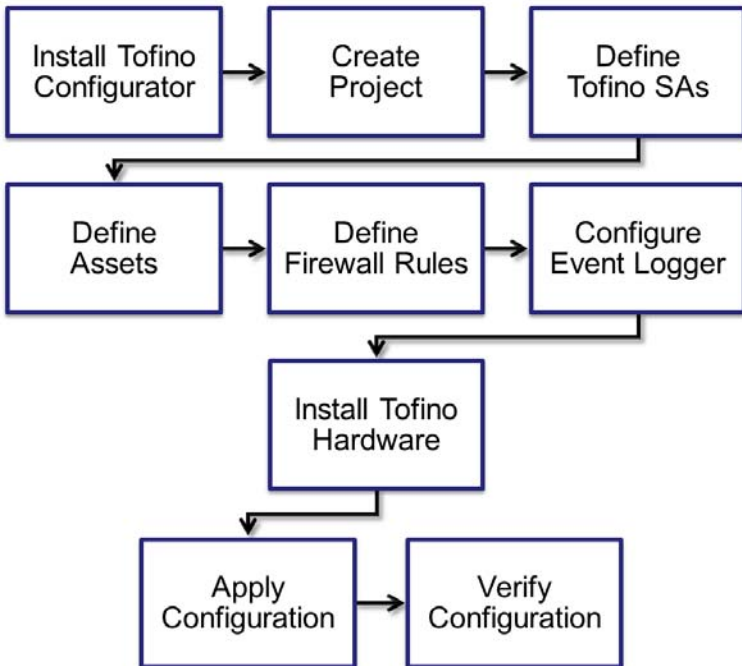 Install Tofino
Configurator
Create
Project
Define
Tofino SAs
Define
Assets
Define
Firewall Rules
Configure
Event Logger
Install Tofino
Hardware
Apply
Configuration
Verify
Configuration